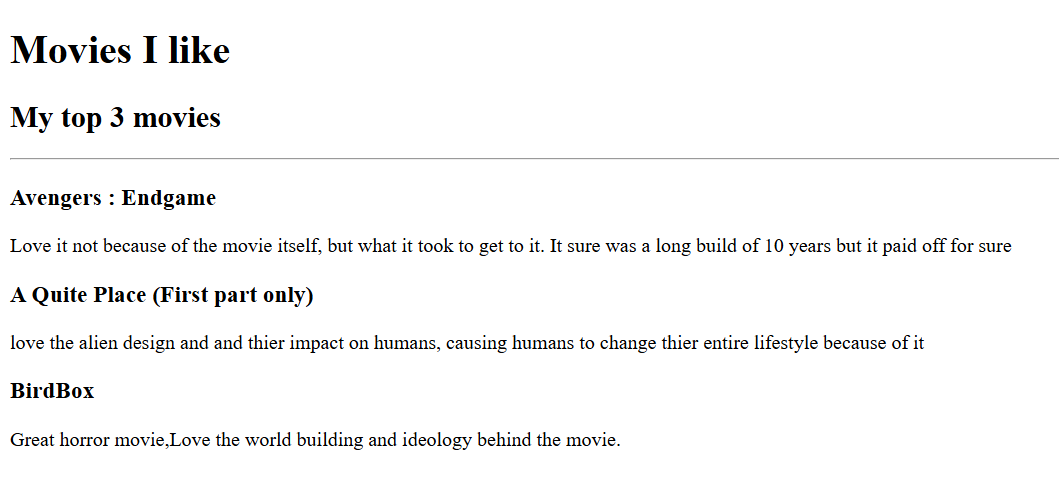 Movies I like
My top 3 movies
Avengers : Endgame
Love it not because of the movie itself, but what it took to get to it. It sure was a long build of 10 years but it paid off for sure
A Quite Place (First part only)
love the alien design and and thier impact on humans, causing humans to change thier entire lifestyle because of it
BirdBox
Great horror movie,Love the world building and ideology behind the movie.